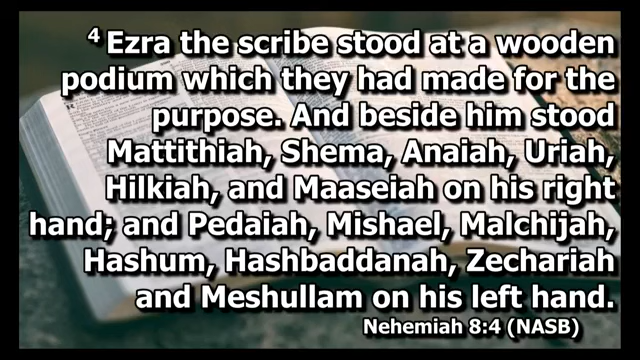 4 Ezra the scribe stood at a wooden
podium which they had made for the
purpose. And beside him stood
Mattithiah, Shema, Anaiah, Uriah,
Hilkiah, and Maaseiah on his right
hand; and Pedaiah, Mishael, Malchijah,
Hashum, Hashbaddanah, Zechariah
and Meshullam on his left hand.
Nehemiah 8:4 (NASB)